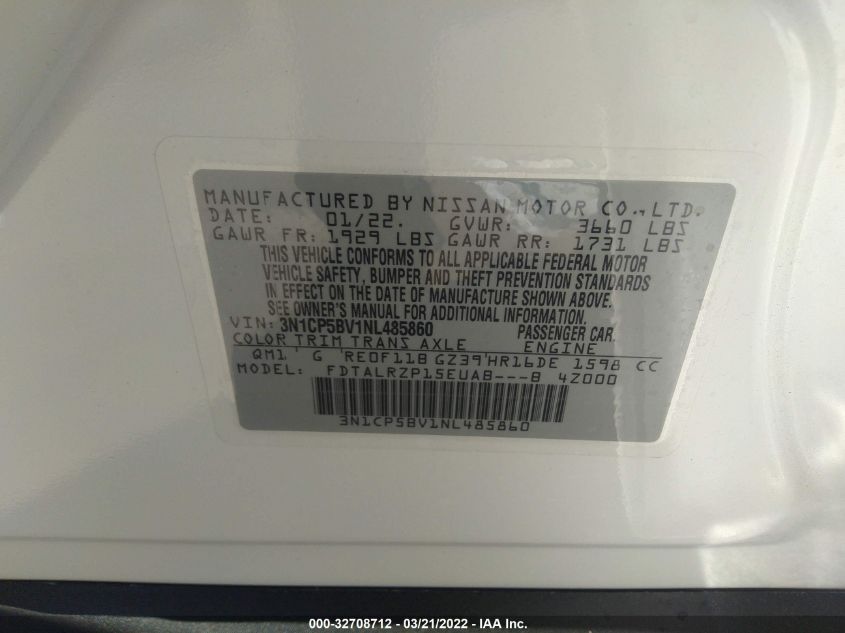 MANUFACTURED BY NISSAN MOTOR CO., LTD.
DATE: 01/22. GVWR: 3660 LBS
GAWR FR: 1929 LBS GAWR RR: 1731 LBS
THIS VEHICLE CONFORMS TO ALL APPLICABLE FEDERAL MOTOR
VEHICLE SAFETY, BUMPER AND THEFT PREVENTION STANDARDS
IN EFFECT ON THE DATE OF MANUFACTURE SHOWN ABOVE.
SEE OWNER'S MANUAL FOR ADDITIONAL INFORMATION.
VIN: 3N1CP5BV1NL485860 PASSENGER CAR
COLOR TRIM TRANS AXLE ENGINE
QM1 G RE0F11B GZ39 HR16DE 1598 CC
MODEL: FDTALRZP15EUAB---B 4Z000
3N1CP5BV1NL485860
000-32708712 - 03/21/2022 - IAA Inc.